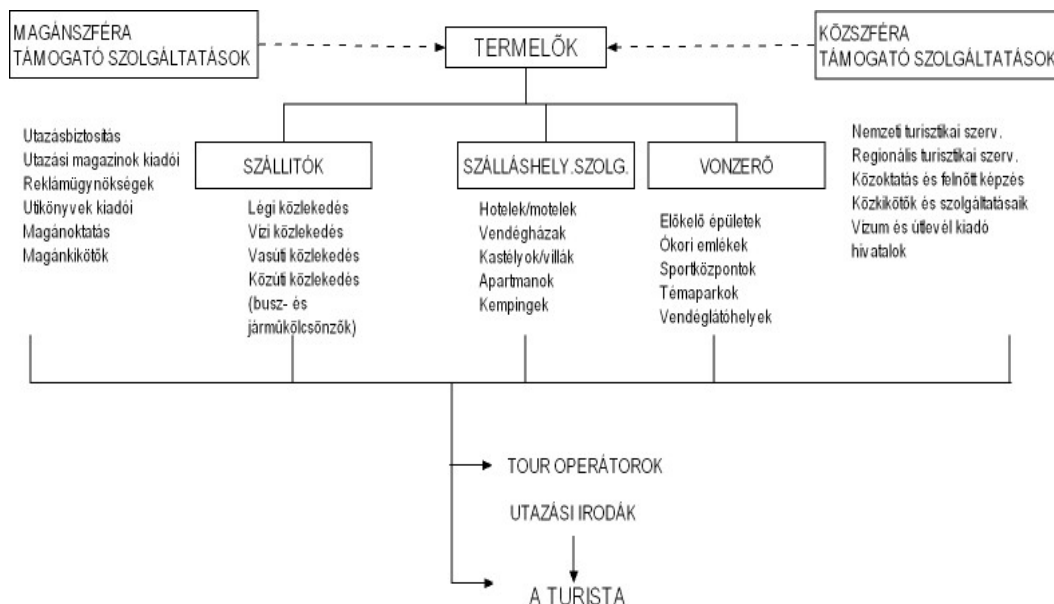 MAGÁNSZFÉRA
TÁMOGATÓ SZOLGÁLTATÁSOK
TERMELŐK
KÖZSZFÉRA
TÁMOGATÓ SZOLGÁLTATÁSOK
Utazásbiztosítás
Utazási magazinok kiadói
Reklámügynökségek
Utikönyvek kiadói
Magánoktatás
Magánkikötők
SZÁLLITÓK
Légi közlekedés
Vízi közlekedés
Vasúti közlekedés
Közúti közlekedés
(busz- és
járműkölcsönzők)
SZÁLLÁSHELY.SZOLG.
Hotelek/motelek
Vendégházak
Kastélyok/villák
Apartmanok
Kempingek
VONZERŐ
Előkelő épületek
Ókori emlékek
Sportközpontok
Témaparkok
Vendéglátóhelyek
Nemzeti turisztikai szerv.
Regionális turisztikai szerv.
Közoktatás és felnőtt képzés
Közkikötők és szolgáltatásaik
Vízum és útlevél kiadó
hivatalok
TOUR OPERÁTOROK
UTAZÁSI IRODÁK
A TURISTA